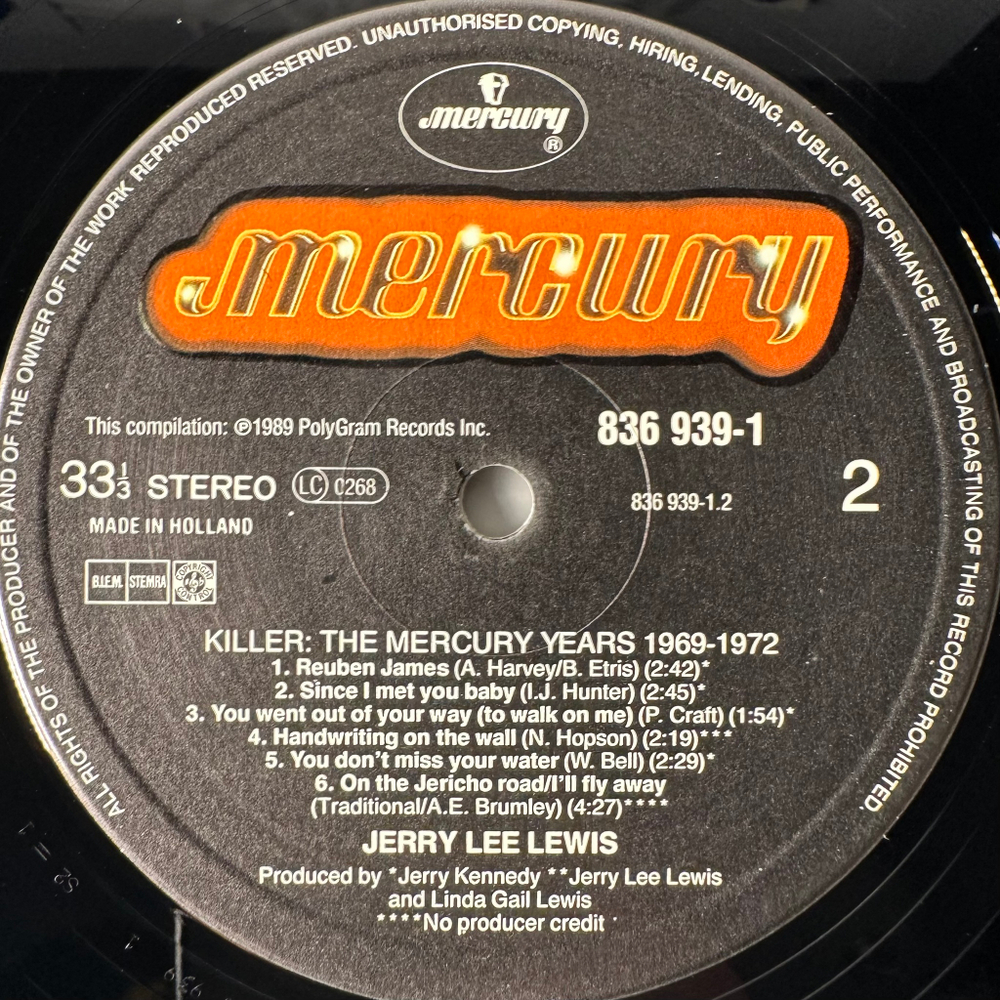 ALL RIGHTS OF THE PRODUCER AND OF THE OWNER OF THE WORK REPRODUCED RESERVED. UNAUTHORISED COPYING, HIRING, LENDING, PUBLIC PERFORMANCE AND BROADCASTING OF THIS RECORD PROHIBITED.
mercury
®
mercury
This compilation: ℗1989 PolyGram Records Inc.
836 939-1
33⅓ STEREO LC 0268
836 939-1.2
2
MADE IN HOLLAND
B.I.E.M. STEMRA COPYRIGHT CONTROL
KILLER: THE MERCURY YEARS 1969-1972
1. Reuben James (A. Harvey/B. Etris) (2:42)*
2. Since I met you baby (I.J. Hunter) (2:45)*
3. You went out of your way (to walk on me) (P. Craft) (1:54)*
4. Handwriting on the wall (N. Hopson) (2:19)***
5. You don't miss your water (W. Bell) (2:29)*
6. On the Jericho road/I'll fly away
(Traditional/A.E. Brumley) (4:27)****
JERRY LEE LEWIS
Produced by *Jerry Kennedy **Jerry Lee Lewis
and Linda Gail Lewis
****No producer credit